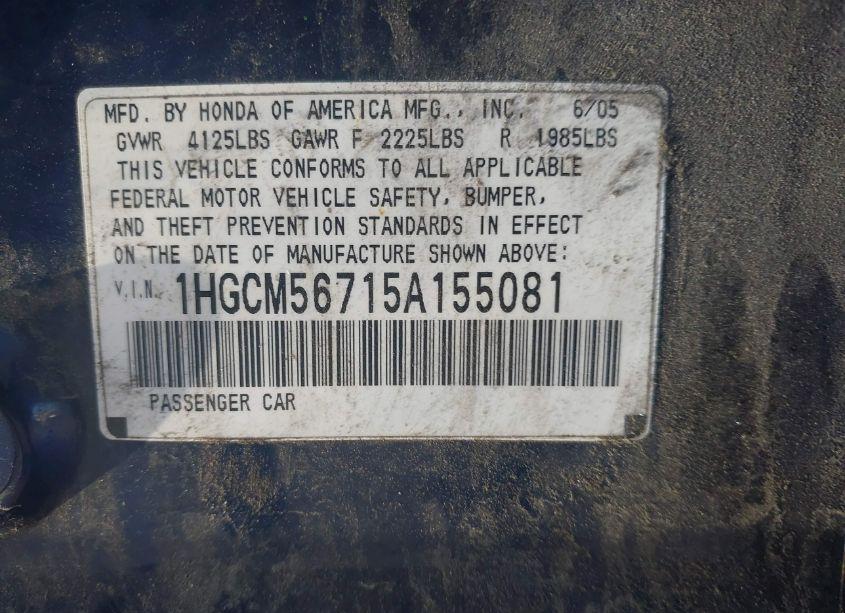 MFD. BY HONDA OF AMERICA MFG., INC. 6/05
GVWR 4125LBS GAWR F 2225LBS R 1985LBS
THIS VEHICLE CONFORMS TO ALL APPLICABLE
FEDERAL MOTOR VEHICLE SAFETY, BUMPER,
AND THEFT PREVENTION STANDARDS IN EFFECT
ON THE DATE OF MANUFACTURE SHOWN ABOVE:
V.I.N. 1HGCM56715A155081
PASSENGER CAR